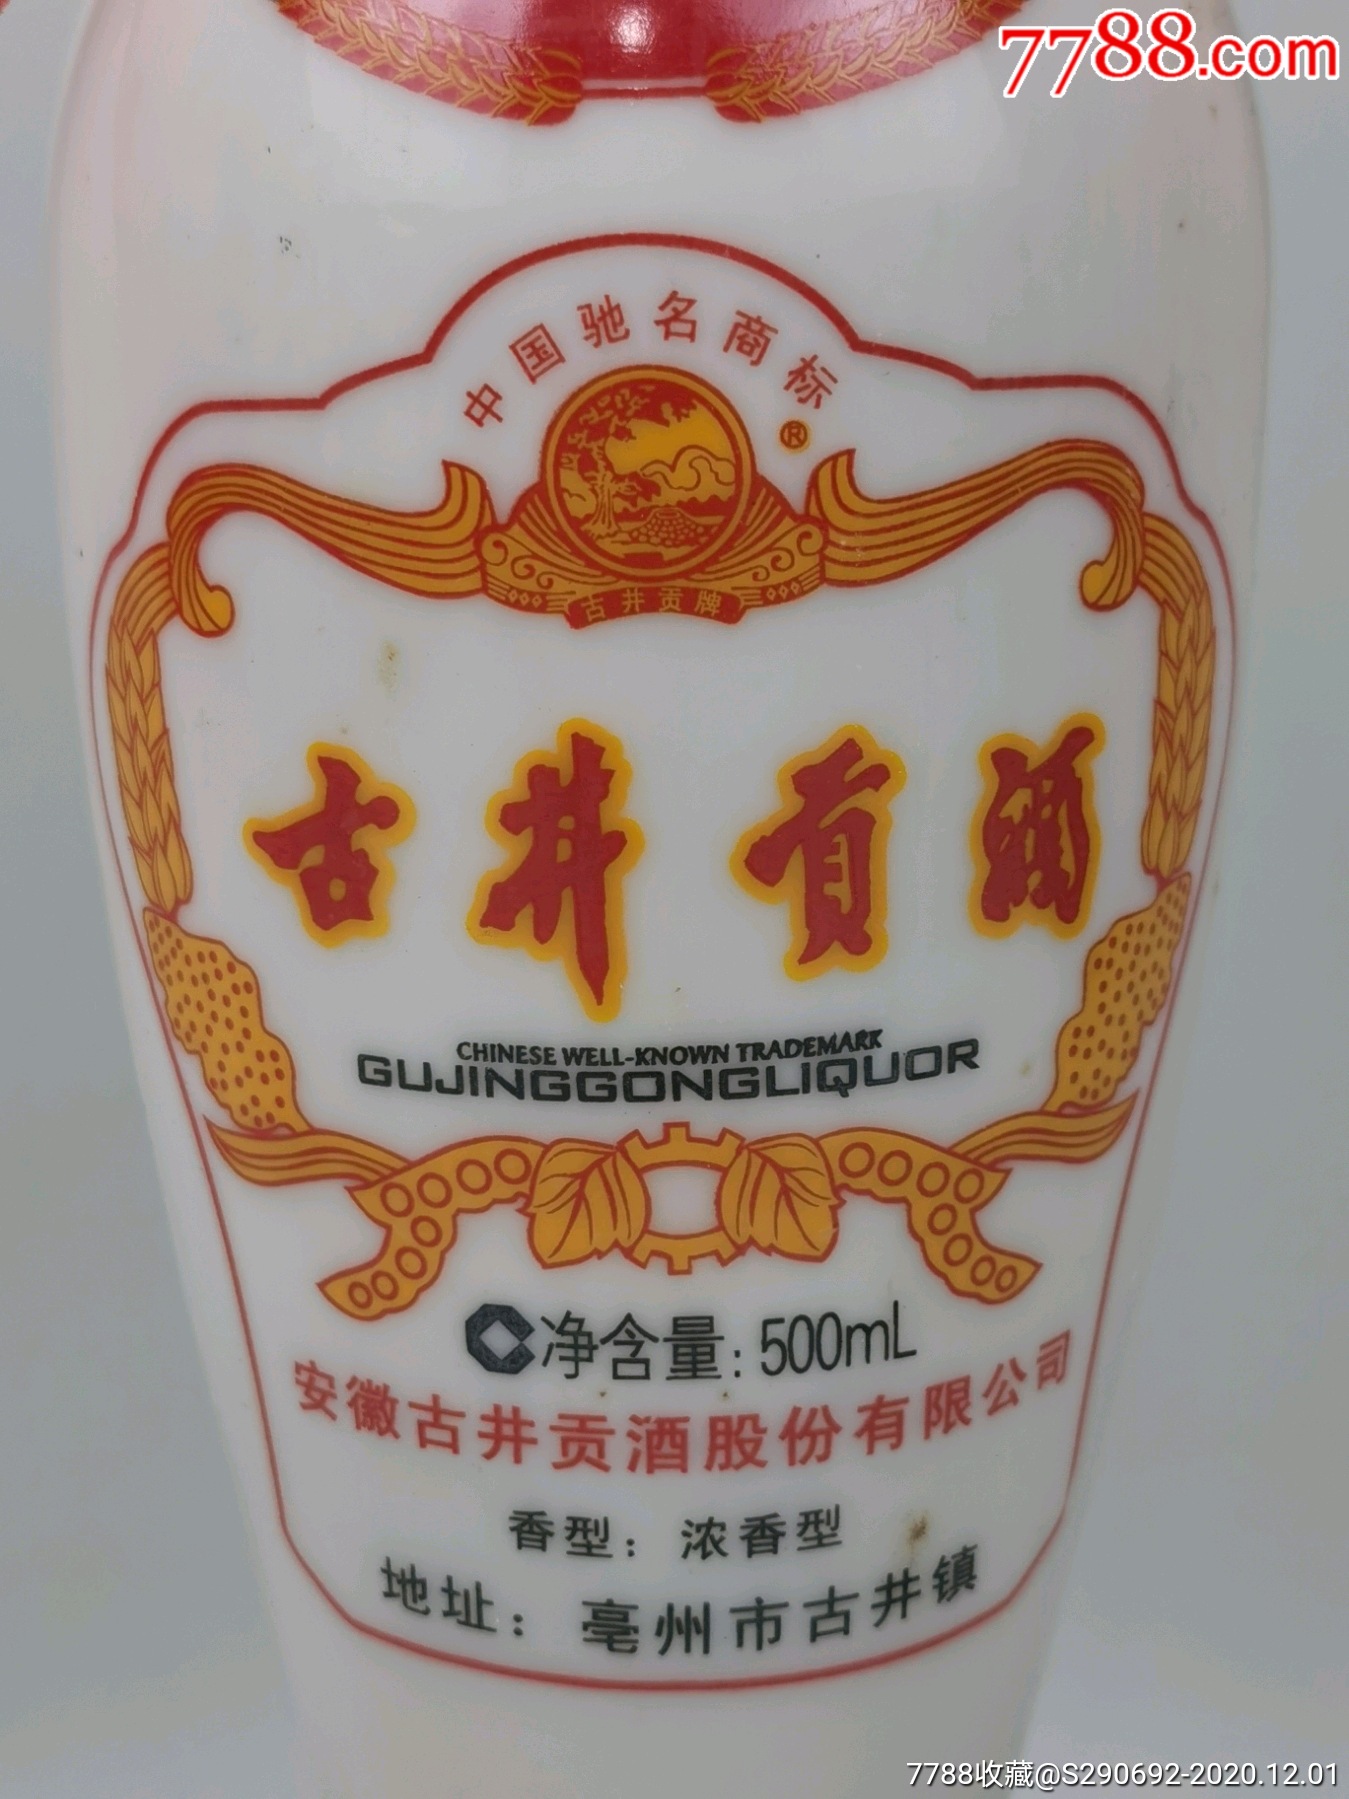 7788.com
中国驰名商标
®
古井贡牌
古井贡酒
CHINESE WELL-KNOWN TRADEMARK
GUJINGGONGLIQUOR
净含量:500mL
安徽古井贡酒股份有限公司
香型：浓香型
地址：亳州市古井镇
7788收藏@S290692-2020.12.01